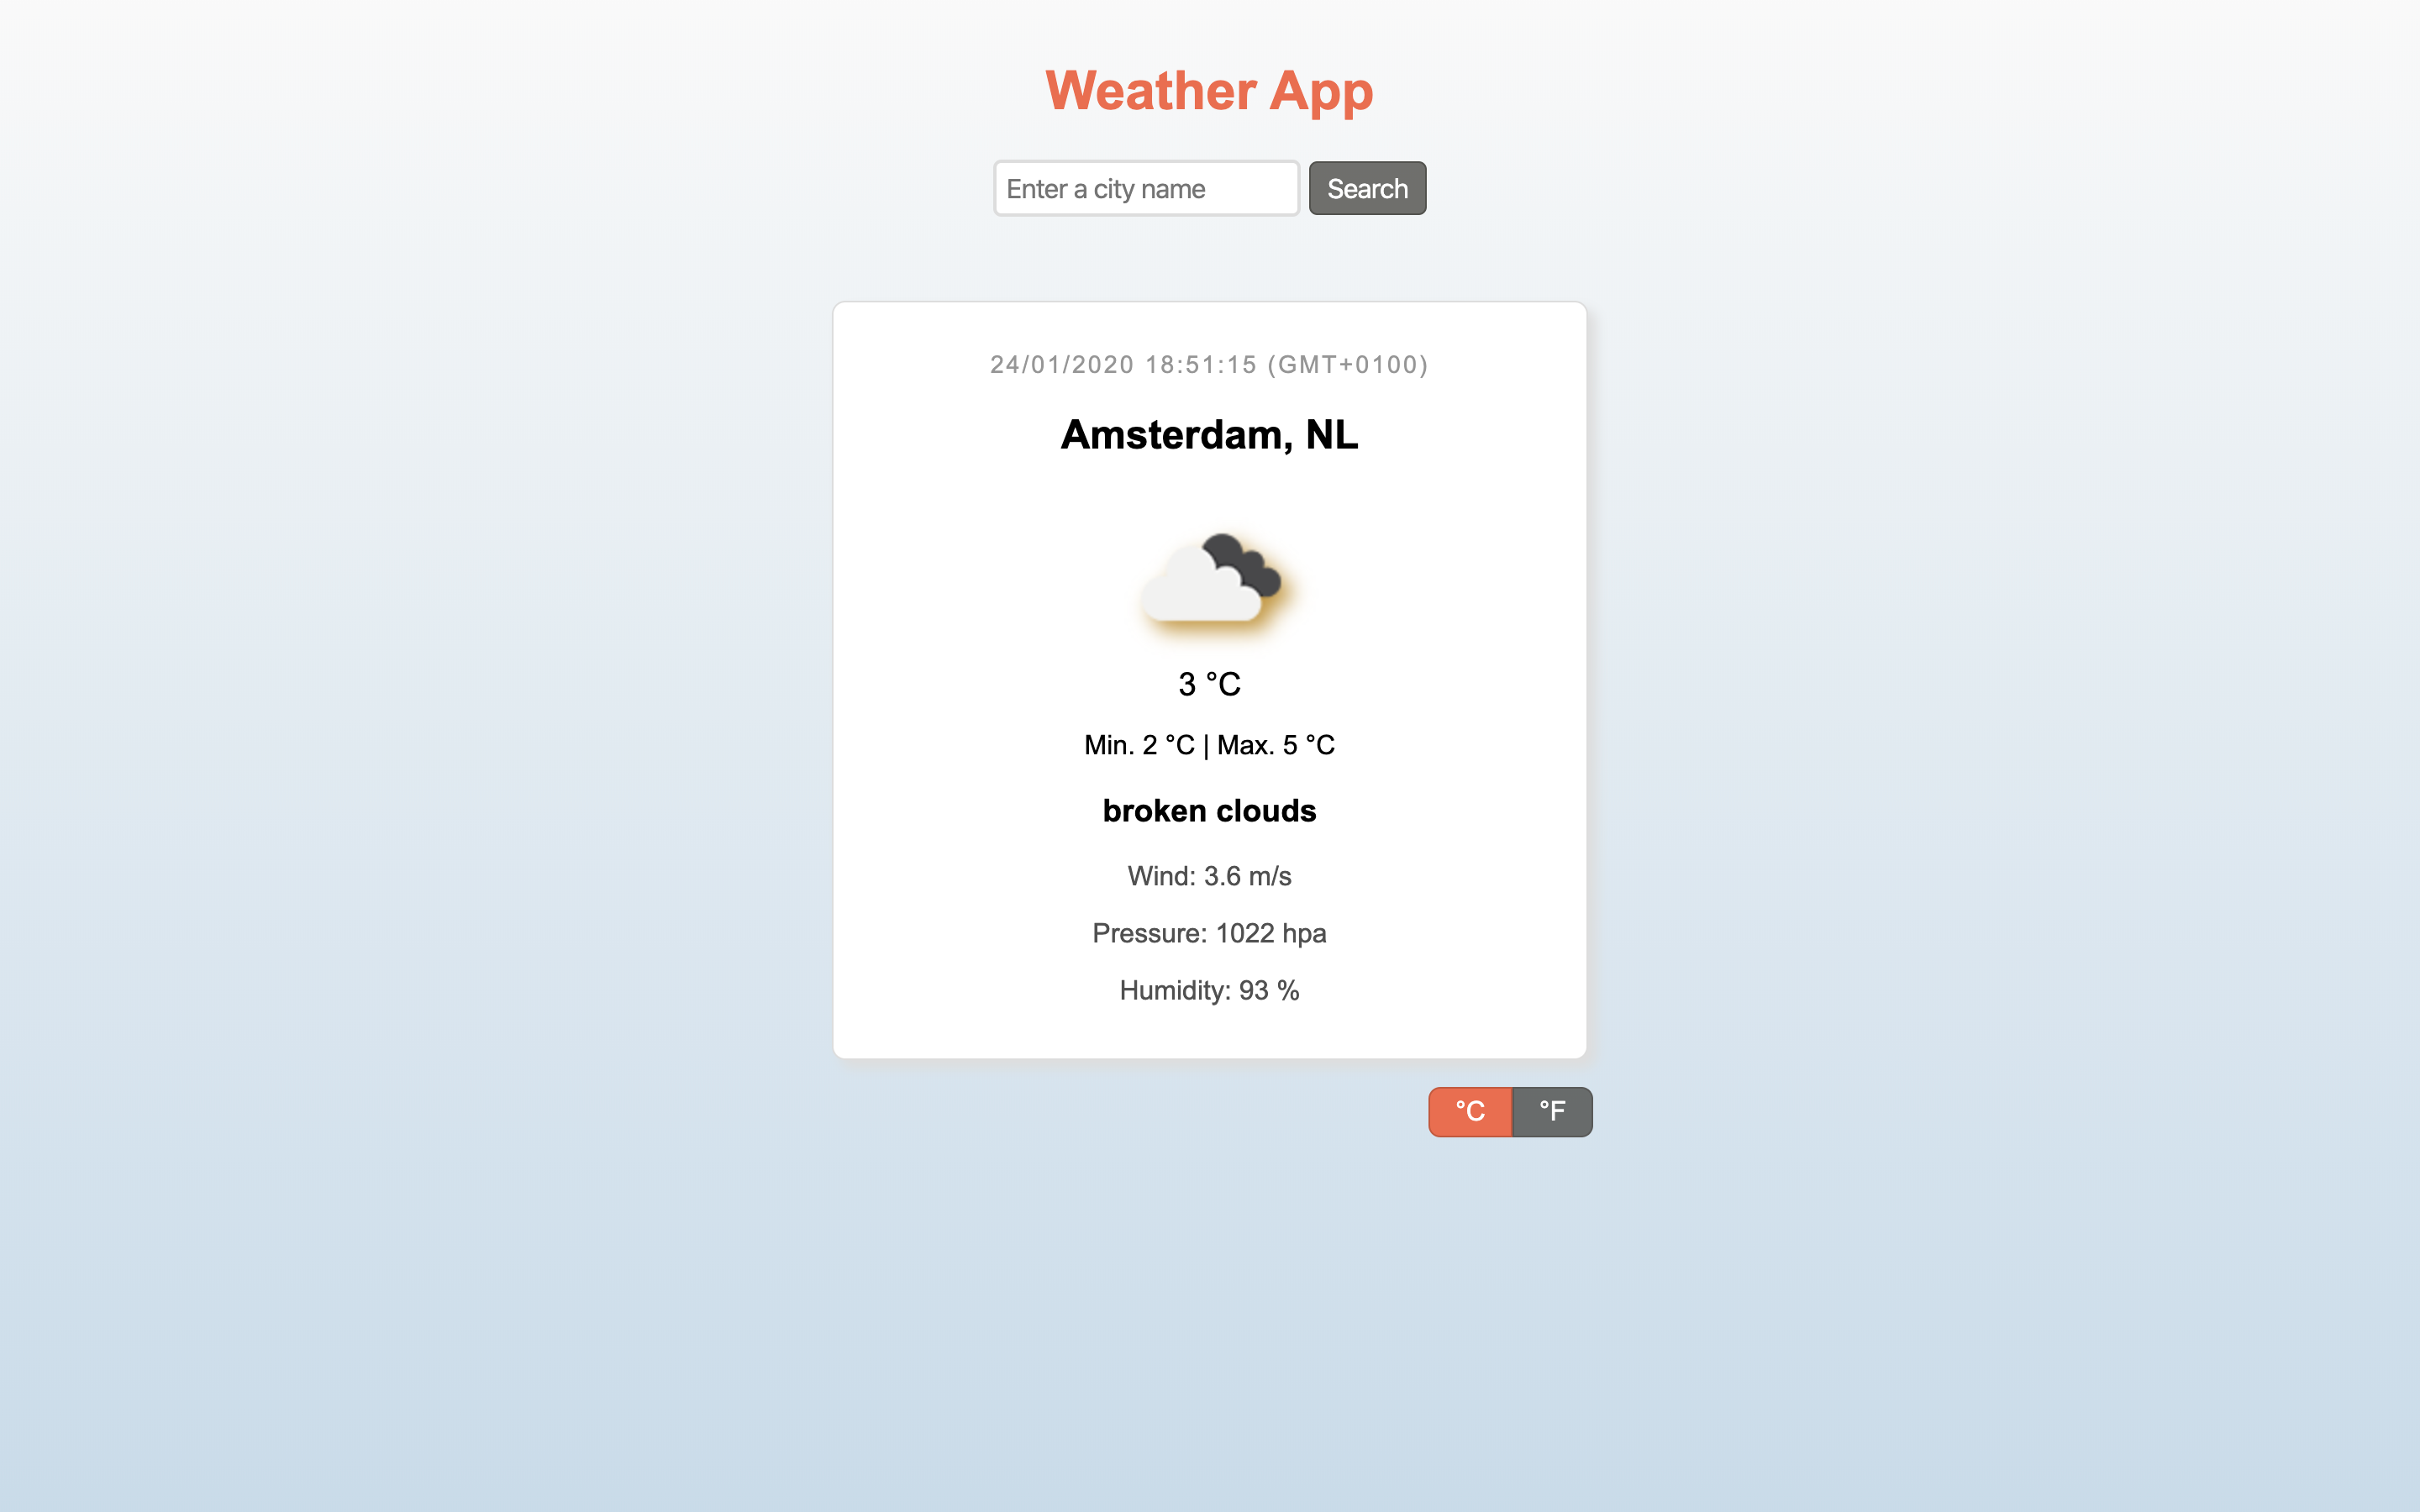 Weather App
Enter a city name Search
24/01/2020 18:51:15 (GMT+0100)
Amsterdam, NL
3 °C
Min. 2 °C | Max. 5 °C
broken clouds
Wind: 3.6 m/s
Pressure: 1022 hpa
Humidity: 93 %
°C °F